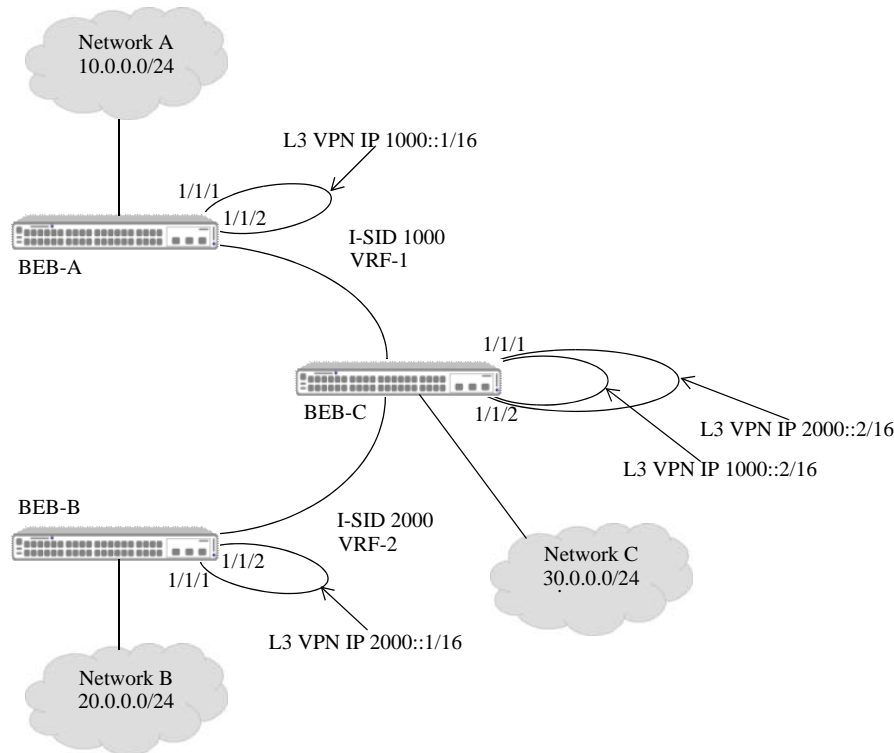 Network A
10.0.0.0/24
L3 VPN IP 1000::1/16
1/1/1
1/1/2
BEB-A
I-SID 1000
VRF-1
1/1/1
BEB-C
1/1/2
L3 VPN IP 2000::2/16
L3 VPN IP 1000::2/16
BEB-B
I-SID 2000
VRF-2
1/1/2
1/1/1
Network C
30.0.0.0/24
L3 VPN IP 2000::1/16
Network B
20.0.0.0/24